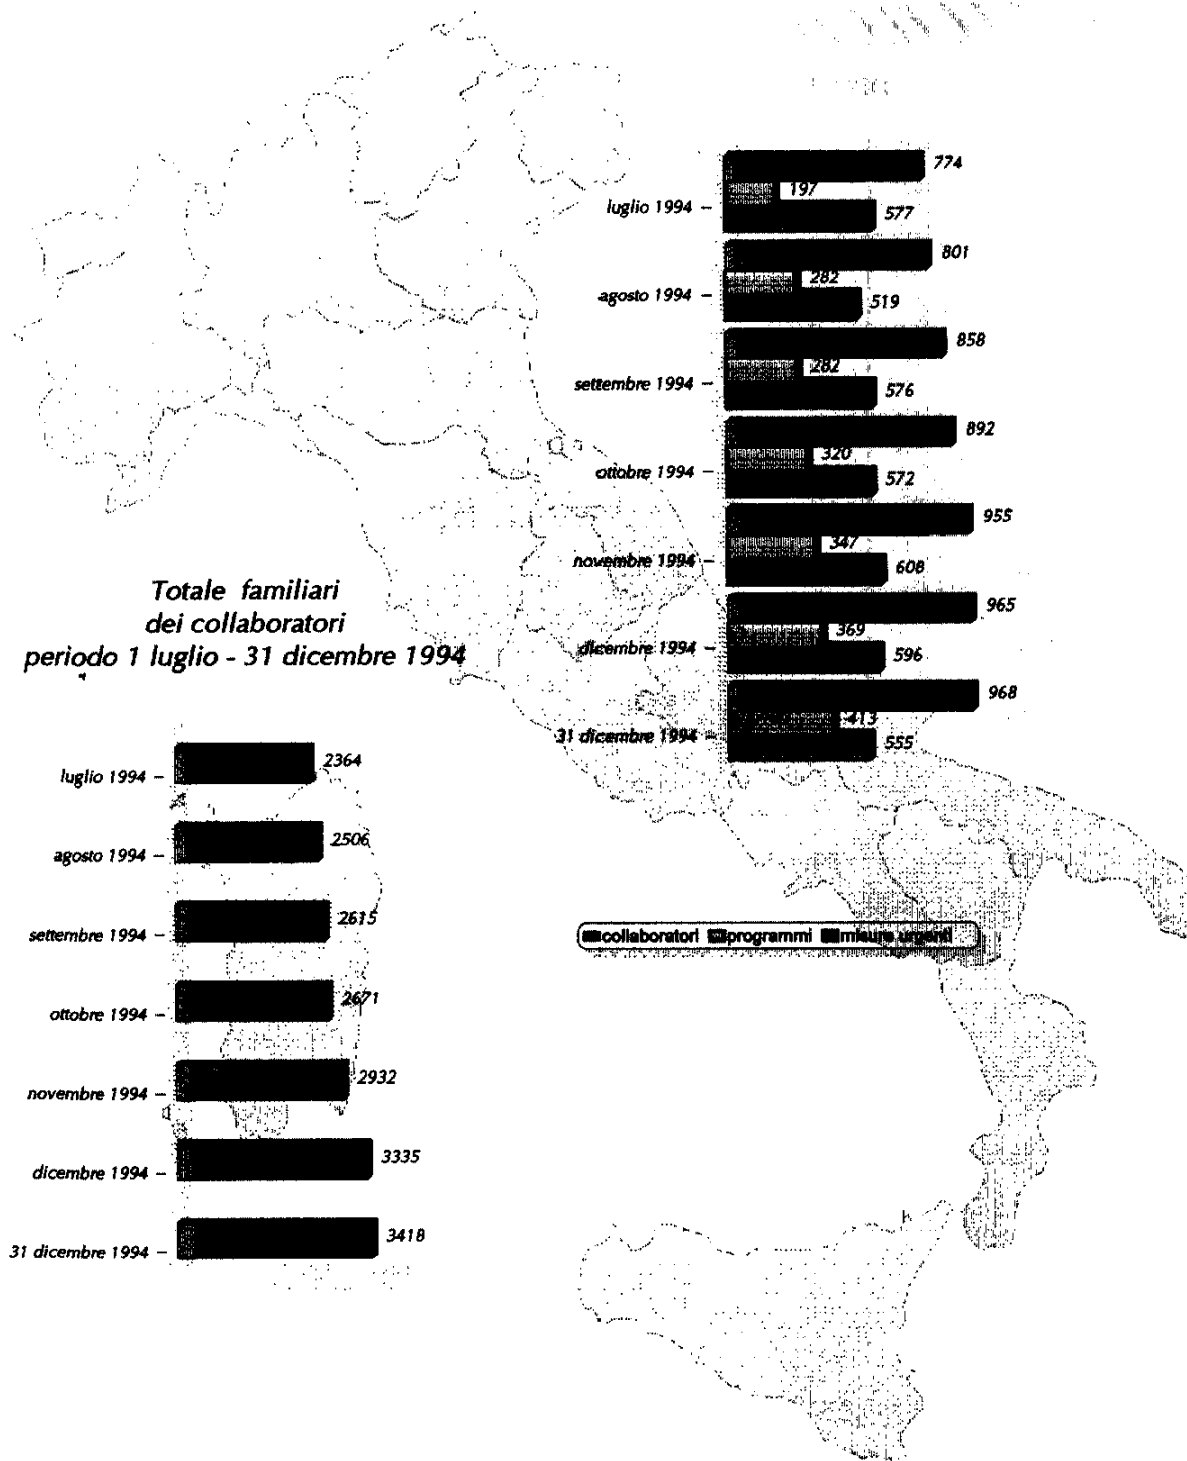 774
197
luglio 1994
577
801
282
agosto 1994
519
858
282
settembre 1994
576
892
320
ottobre 1994
572
955
347
novembre 1994
608
965
369
dicembre 1994
596
968
413
31 dicembre 1994
555
Totale familiari
dei collaboratori
periodo 1 luglio - 31 dicembre 1994
luglio 1994
2364
agosto 1994
2506
settembre 1994
2615
ottobre 1994
2671
novembre 1994
2932
dicembre 1994
3335
31 dicembre 1994
3418
collaboratori programmi misure urgenti